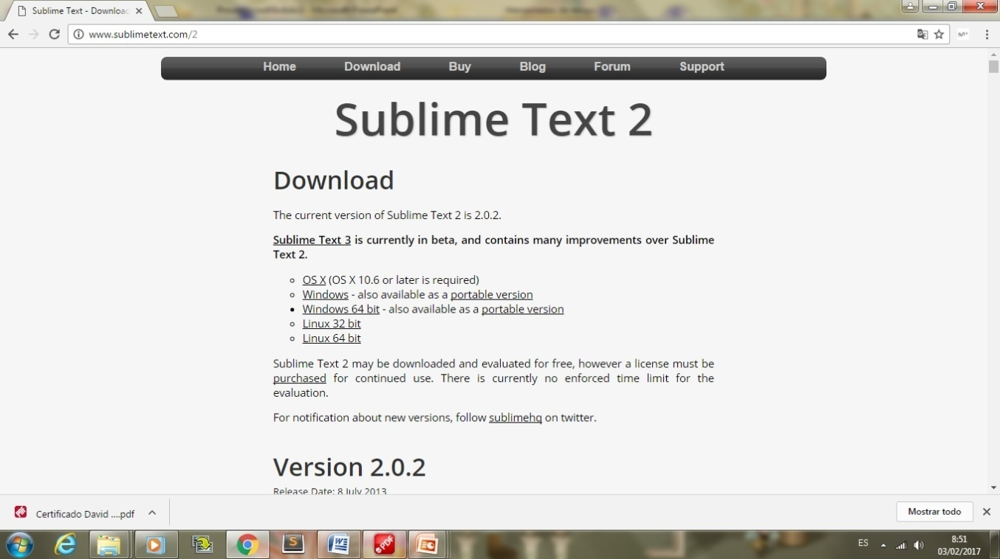 Sublime Text - Download
www.sublimetext.com/2
Home Download Buy Blog Forum Support
Sublime Text 2
Download
The current version of Sublime Text 2 is 2.0.2.
Sublime Text 3 is currently in beta, and contains many improvements over Sublime
Text 2.
OS X (OS X 10.6 or later is required)
Windows - also available as a portable version
Windows 64 bit - also available as a portable version
Linux 32 bit
Linux 64 bit
Sublime Text 2 may be downloaded and evaluated for free, however a license must be
purchased for continued use. There is currently no enforced time limit for the
evaluation.
For notification about new versions, follow sublimehq on twitter.
Version 2.0.2
Release Date: 8 July 2013
Certificado David ....pdf
Mostrar todo
ES
8:51
03/02/2017